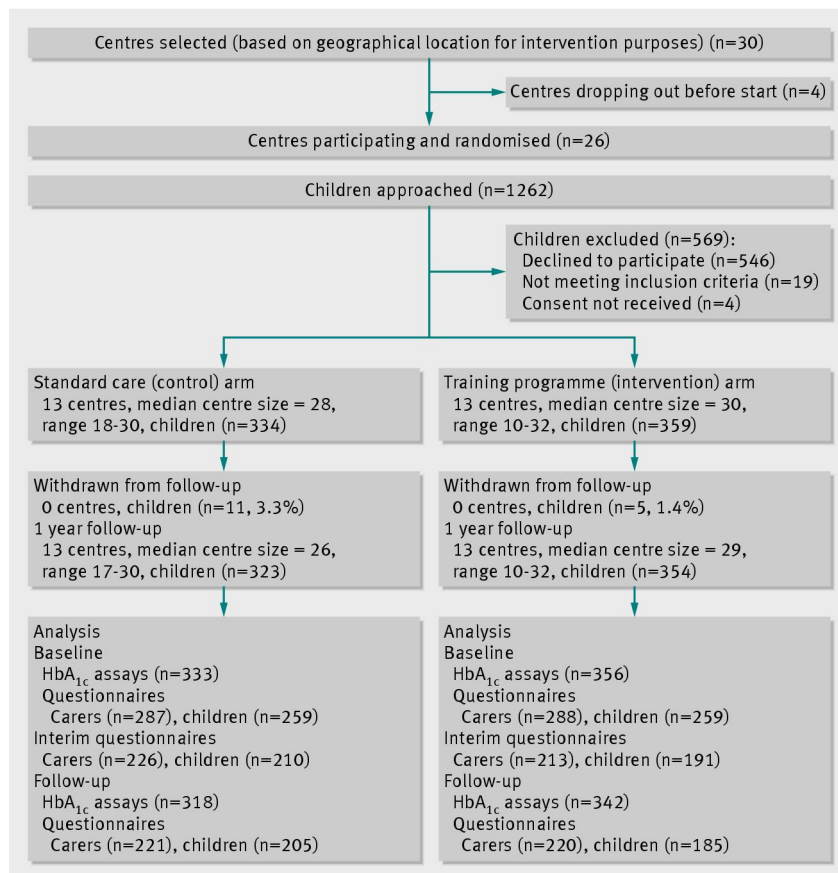 Centres selected (based on geographical location for intervention purposes) (n=30)
Centres dropping out before start (n=4)
Centres participating and randomised (n=26)
Children approached (n=1262)
Children excluded (n=569):
Declined to participate (n=546)
Not meeting inclusion criteria (n=19)
Consent not received (n=4)
Standard care (control) arm
13 centres, median centre size = 28,
range 18-30, children (n=334)
Training programme (intervention) arm
13 centres, median centre size = 30,
range 10-32, children (n=359)
Withdrawn from follow-up
0 centres, children (n=11, 3.3%)
1 year follow-up
13 centres, median centre size = 26,
range 17-30, children (n=323)
Withdrawn from follow-up
0 centres, children (n=5, 1.4%)
1 year follow-up
13 centres, median centre size = 29,
range 10-32, children (n=354)
Analysis
Baseline
HbA1c assays (n=333)
Questionnaires
Carers (n=287), children (n=259)
Interim questionnaires
Carers (n=226), children (n=210)
Follow-up
HbA1c assays (n=318)
Questionnaires
Carers (n=221), children (n=205)
Analysis
Baseline
HbA1c assays (n=356)
Questionnaires
Carers (n=288), children (n=259)
Interim questionnaires
Carers (n=213), children (n=191)
Follow-up
HbA1c assays (n=342)
Questionnaires
Carers (n=220), children (n=185)